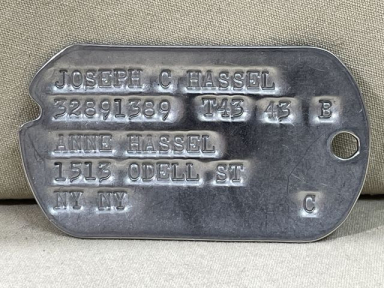 JOSEPH C HASSEL
32891389 T43 43 B
ANNE HASSEL
1513 ODELL ST
NY NY C